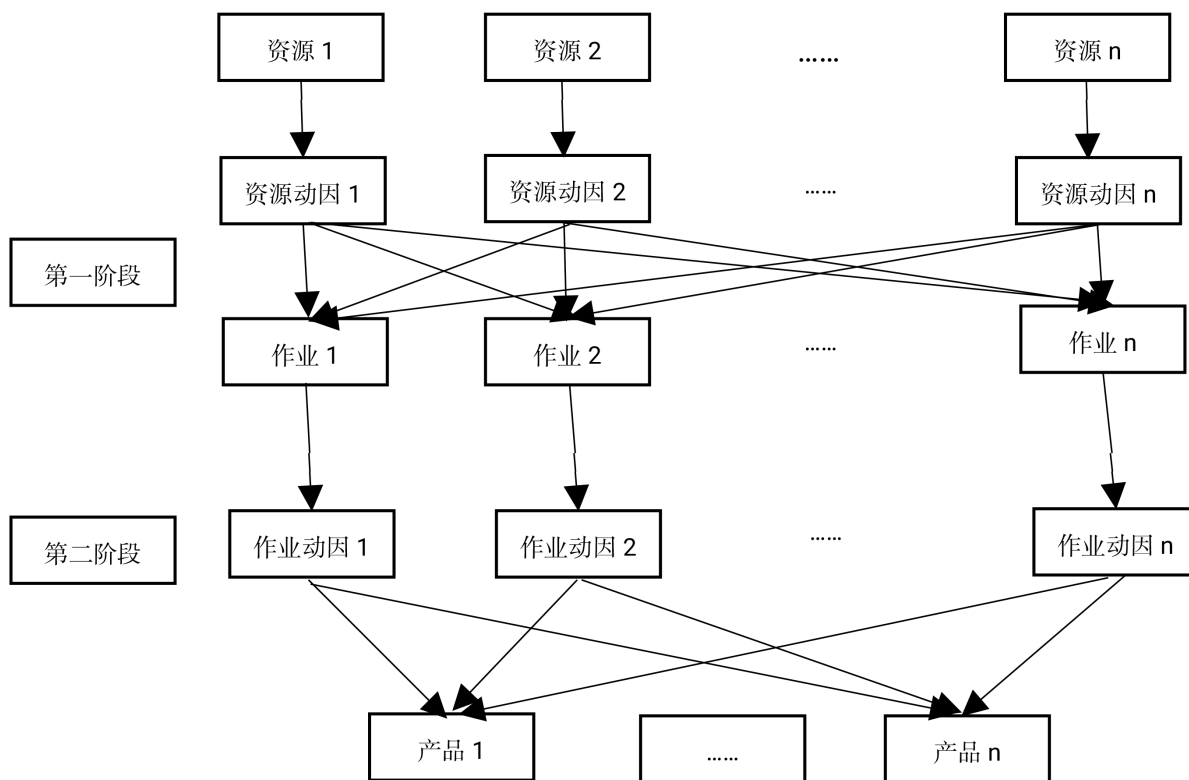 资源 1
资源 2
……
资源 n
资源动因 1
资源动因 2
……
资源动因 n
第一阶段
作业 1
作业 2
……
作业 n
第二阶段
作业动因 1
作业动因 2
……
作业动因 n
产品 1
……
产品 n